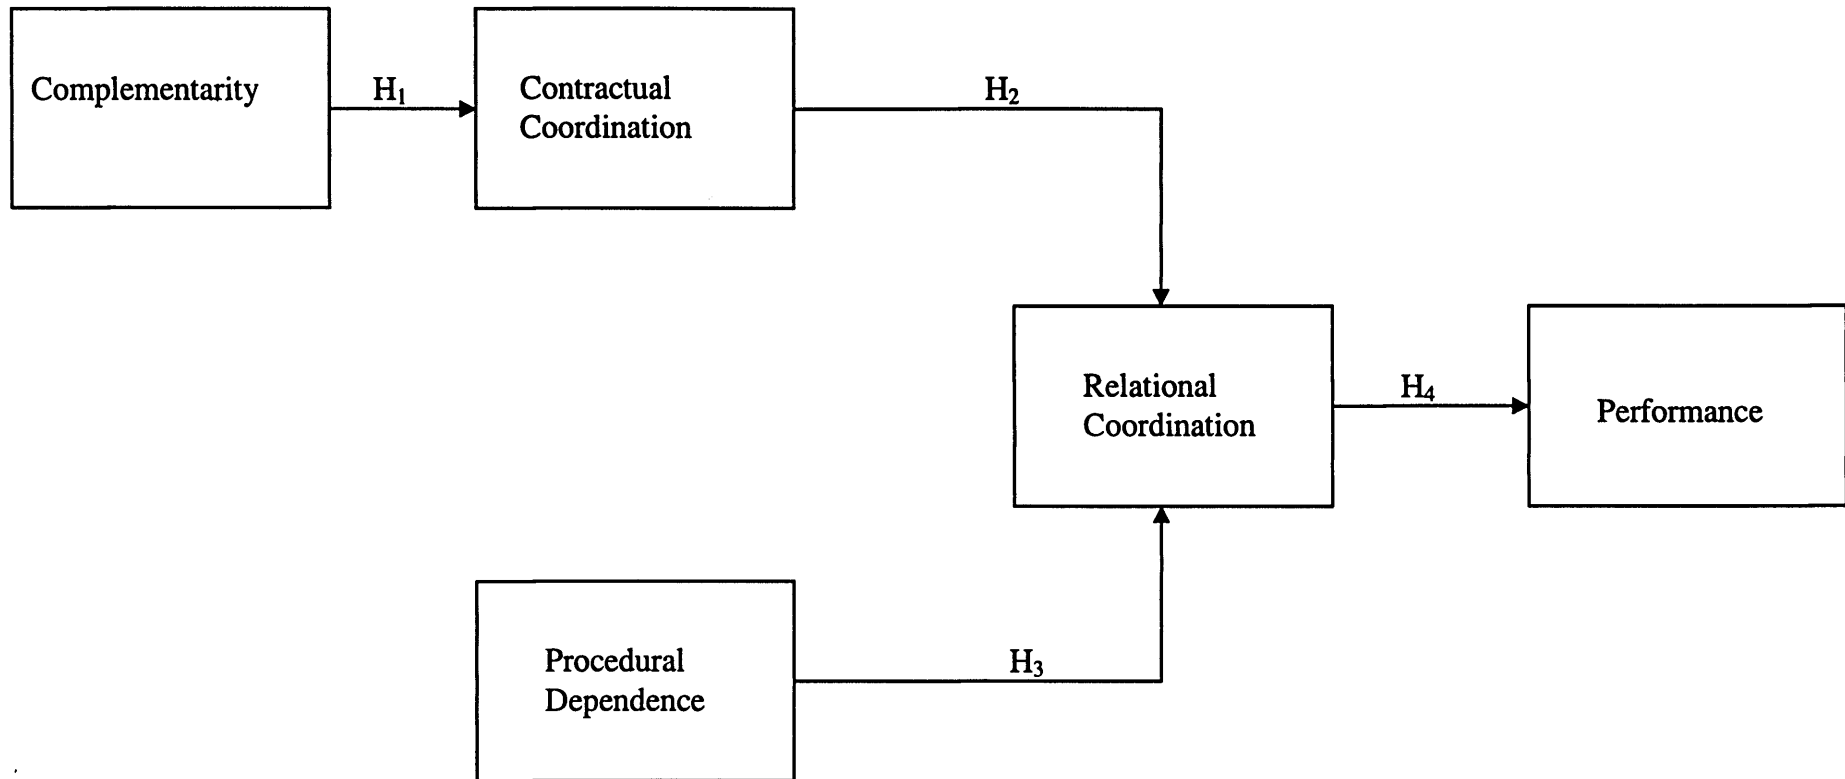 Complementarity
H₁
Contractual
Coordination
H₂
Relational
Coordination
H₄
Performance
Procedural
Dependence
H₃